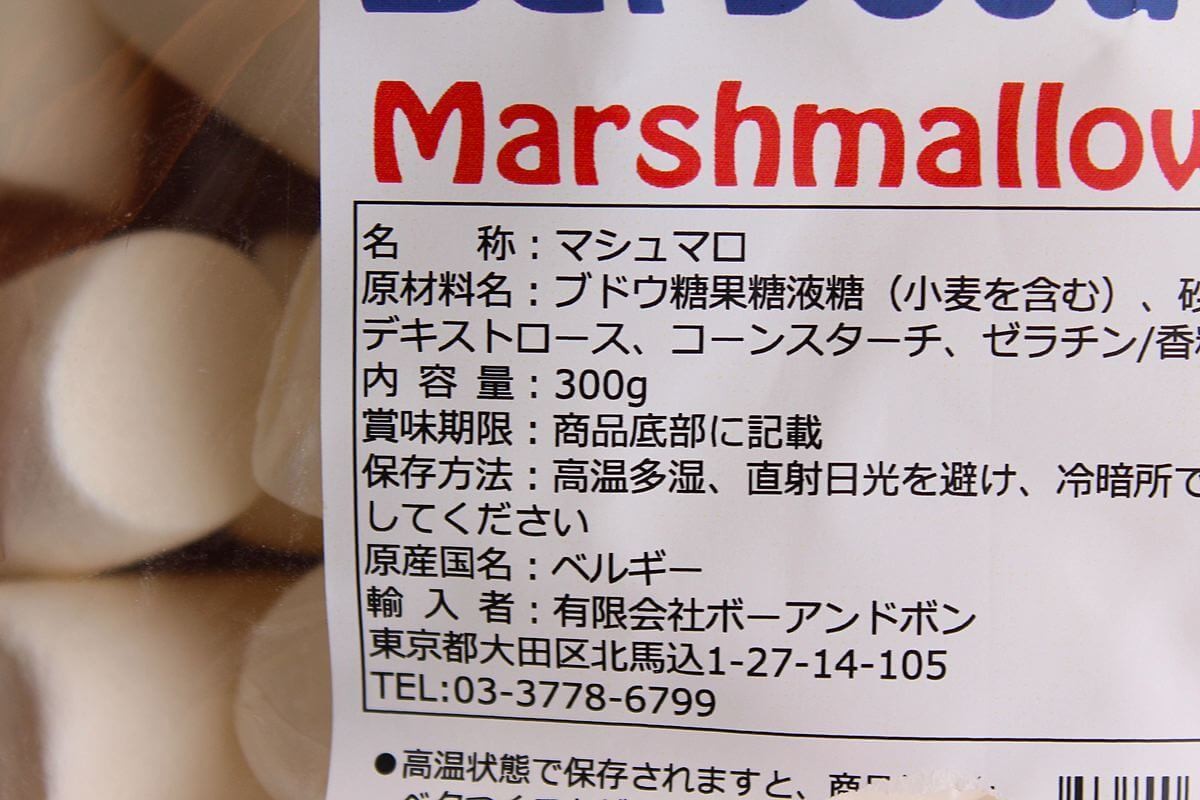 Marshmallow
名　　称：マシュマロ
原材料名：ブドウ糖果糖液糖（小麦を含む）、
デキストロース、コーンスターチ、ゼラチン/香
内 容 量：300g
賞味期限：商品底部に記載
保存方法：高温多湿、直射日光を避け、冷暗所で
してください
原産国名：ベルギー
輸 入 者：有限会社ボーアンドボン
東京都大田区北馬込1-27-14-105
TEL:03-3778-6799
●高温状態で保存されますと、商